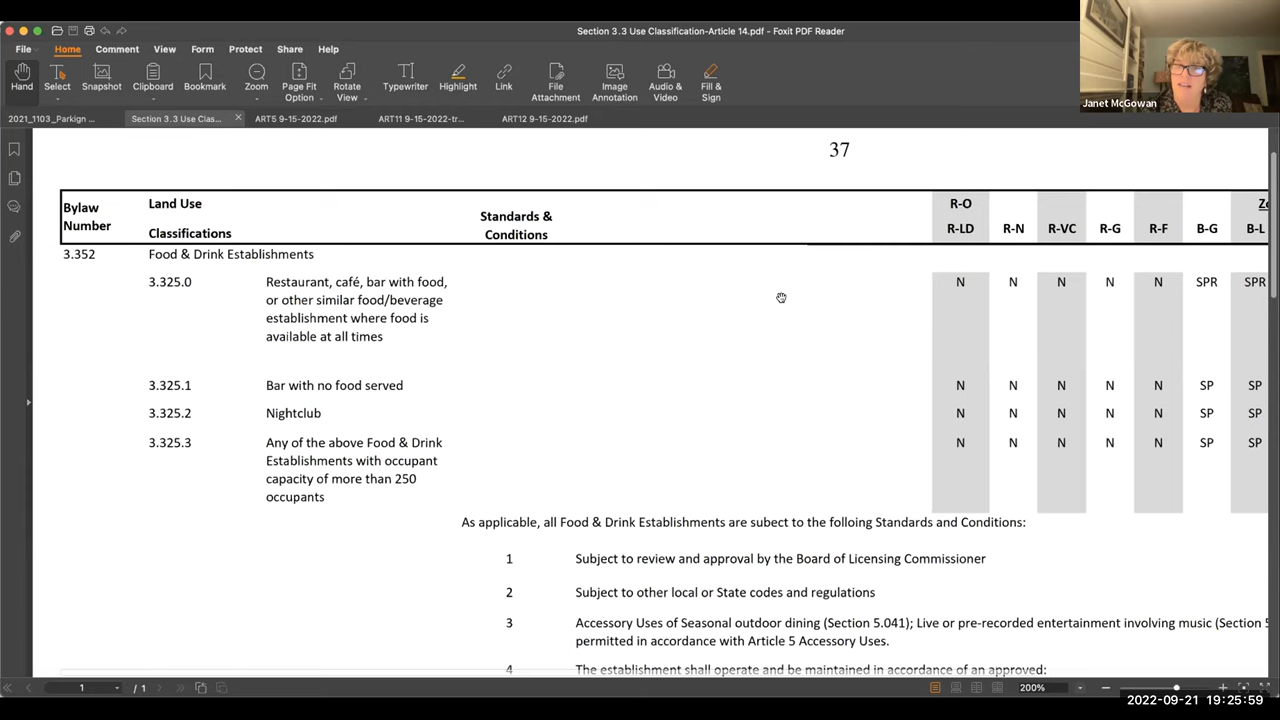 Section 3.3 Use Classification-Article 14.pdf - Foxit PDF Reader
File Home Comment View Form Protect Share Help
Hand Select Snapshot Clipboard Bookmark Zoom Page Fit Option Rotate View Typewriter Highlight Link File Attachment Image Annotation Audio & Video Fill & Sign
Janet McGowan
2021_1103_Parkign ... Section 3.3 Use Clas... ART5 9-15-2022.pdf ART11 9-15-2022-tr... ART12 9-15-2022.pdf
37
Bylaw Number
Land Use Classifications
Standards & Conditions
R-O
R-LD R-N R-VC R-G R-F B-G B-L
3.352 Food & Drink Establishments
3.325.0 Restaurant, café, bar with food, N N N N N SPR SPR
or other similar food/beverage
establishment where food is
available at all times
3.325.1 Bar with no food served N N N N N SP SP
3.325.2 Nightclub N N N N N SP SP
3.325.3 Any of the above Food & Drink N N N N N SP SP
Establishments with occupant
capacity of more than 250
occupants
As applicable, all Food & Drink Establishments are subect to the folloing Standards and Conditions:
1 Subject to review and approval by the Board of Licensing Commissioner
2 Subject to other local or State codes and regulations
3 Accessory Uses of Seasonal outdoor dining (Section 5.041); Live or pre-recorded entertainment involving music (Section 5
permitted in accordance with Article 5 Accessory Uses.
4 The establishment shall operate and be maintained in accordance of an approved:
1 / 1 200%
2022-09-21 19:25:59